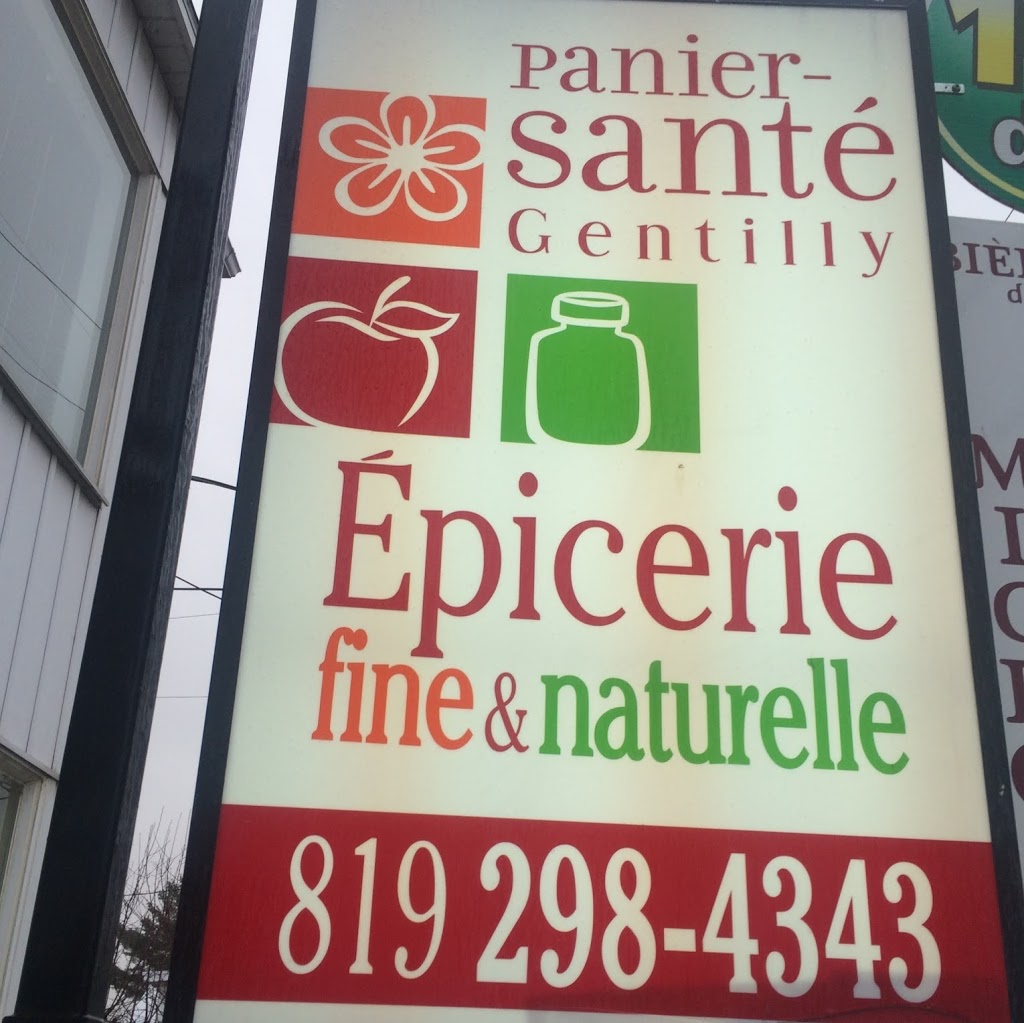 Panier-
santé
Gentilly
Épicerie
fine & naturelle
819 298-4343